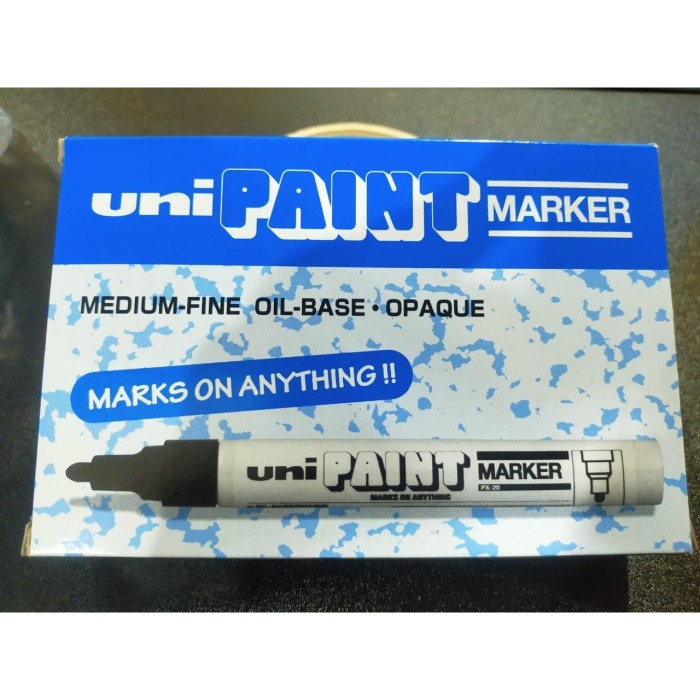 uni PAINT MARKER
MEDIUM-FINE OIL-BASE • OPAQUE
MARKS ON ANYTHING !!
uni PAINT MARKER
PX-20
MARKS ON ANYTHING